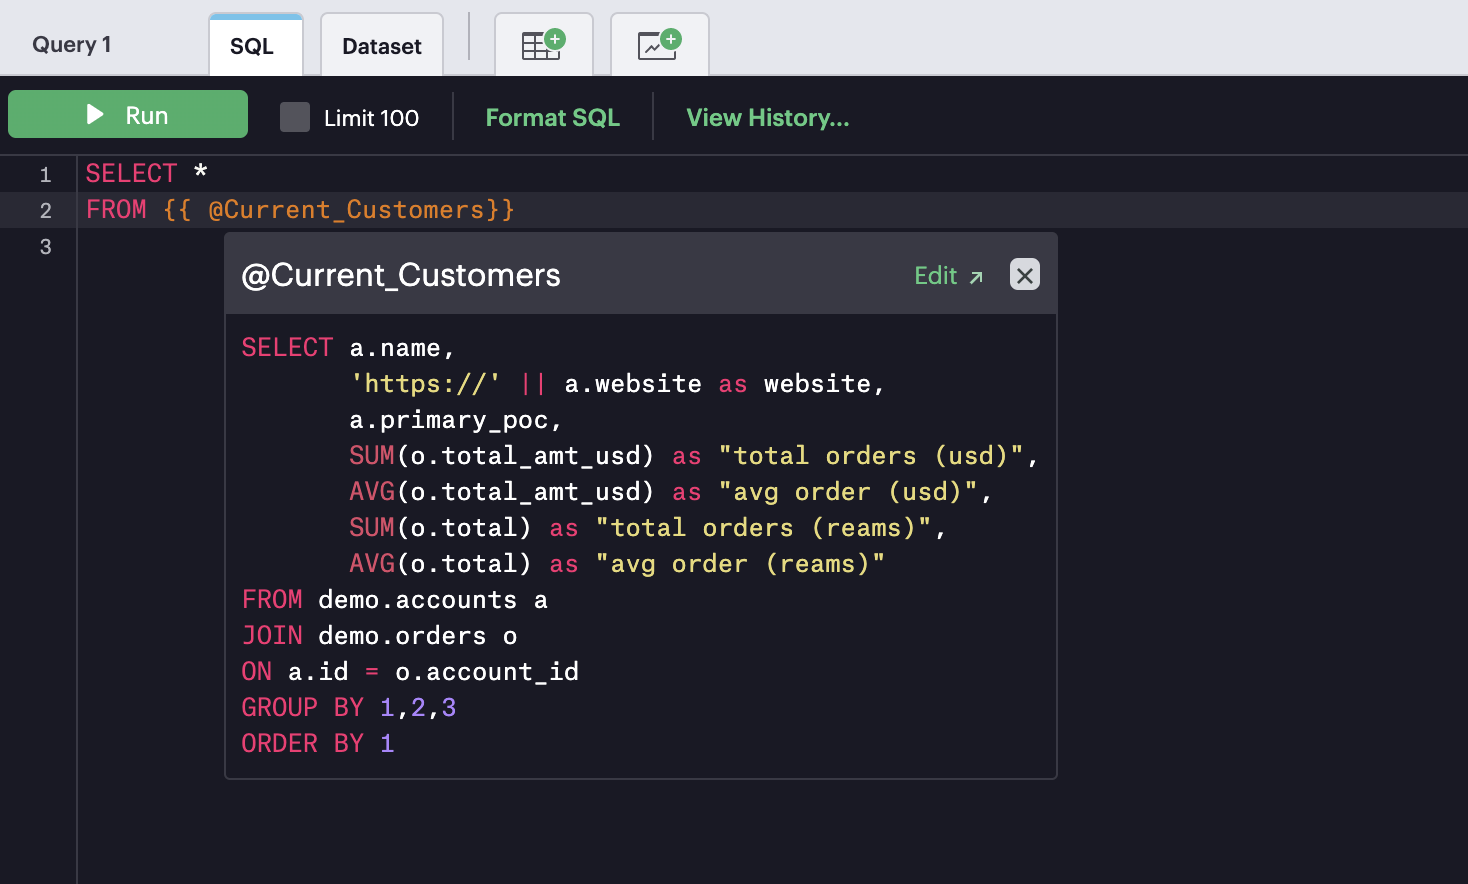 Query 1
SQL
Dataset
Run
Limit 100
Format SQL
View History...
1 SELECT *
2 FROM {{ @Current_Customers}}
3
@Current_Customers
Edit ↗
SELECT a.name,
'https://' || a.website as website,
a.primary_poc,
SUM(o.total_amt_usd) as "total orders (usd)",
AVG(o.total_amt_usd) as "avg order (usd)",
SUM(o.total) as "total orders (reams)",
AVG(o.total) as "avg order (reams)"
FROM demo.accounts a
JOIN demo.orders o
ON a.id = o.account_id
GROUP BY 1,2,3
ORDER BY 1